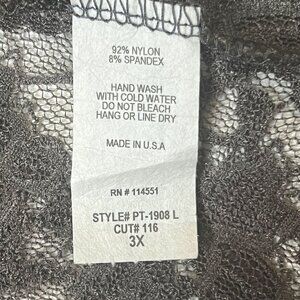 92% NYLON
8% SPANDEX
HAND WASH
WITH COLD WATER
DO NOT BLEACH
HANG OR LINE DRY
MADE IN U.S.A
RN # 114551
STYLE# PT-1908 L
CUT# 116
3X